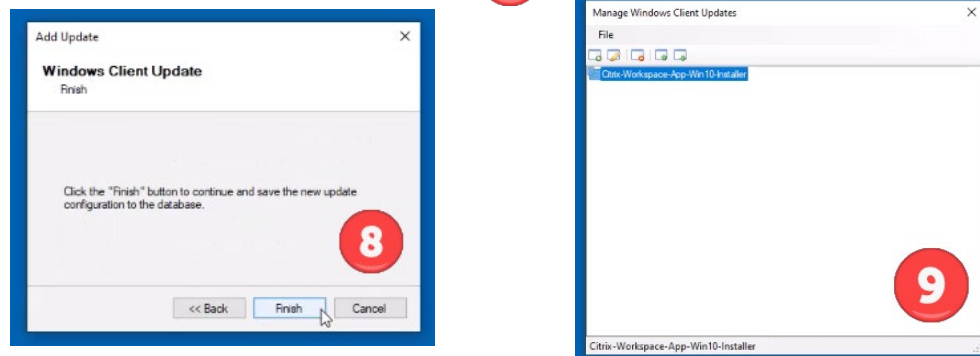 Add Update
Windows Client Update
Finish
Click the "Finish" button to continue and save the new update
configuration to the database.
8
<< Back
Finish
Cancel
Manage Windows Client Updates
File
Citrix-Workspace-App-Win10-Installer
9
Citrix-Workspace-App-Win10-Installer